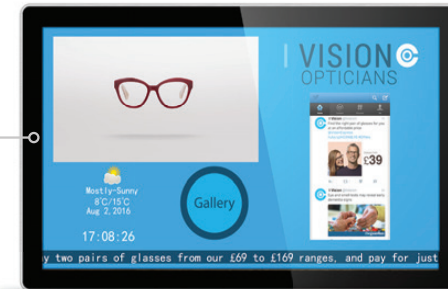 VISION
OPTICIANS
£39
Mostly-Sunny
8°C/15°C
Aug 2,2016
17:08:26
Gallery
y two pairs of glasses from our £69 to £169 ranges, and pay for just